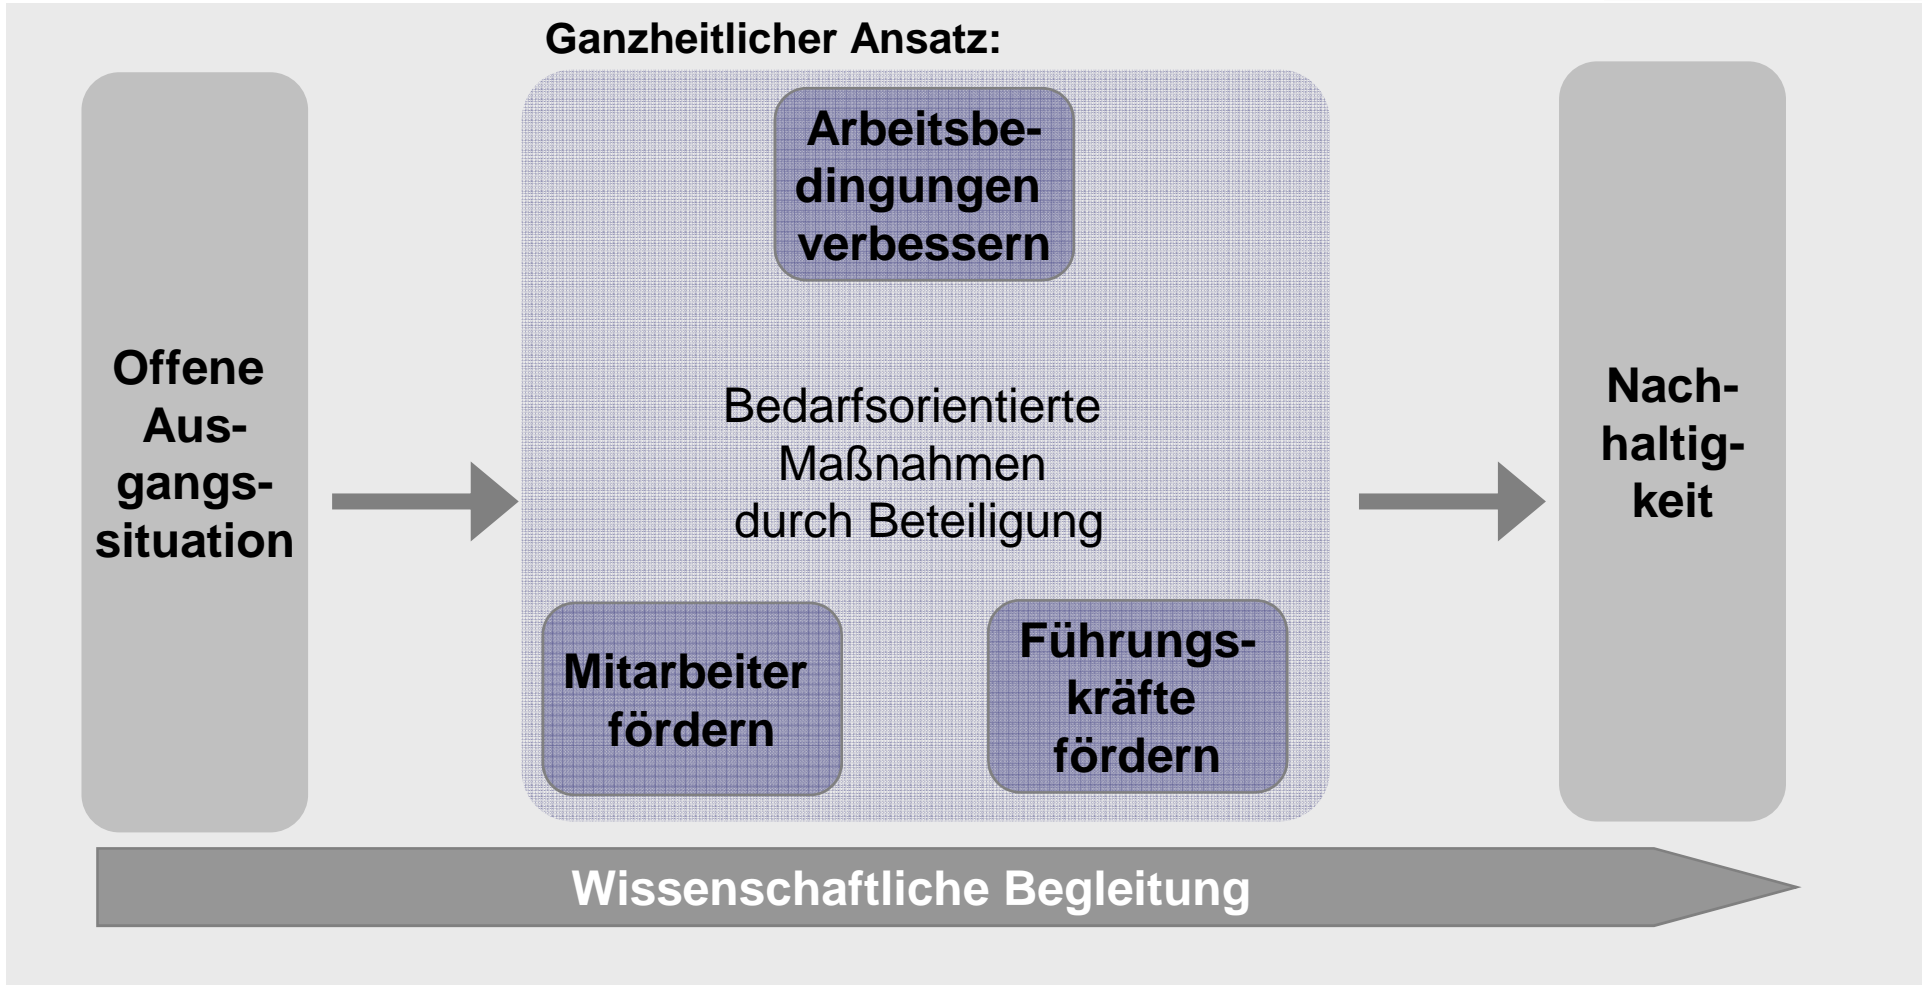 Ganzheitlicher Ansatz:
Offene
Aus-
gangs-
situation
Arbeitsbe-
dingungen
verbessern
Bedarfsorientierte
Maßnahmen
durch Beteiligung
Mitarbeiter
fördern
Führungs-
kräfte
fördern
Nach-
haltig-
keit
Wissenschaftliche Begleitung